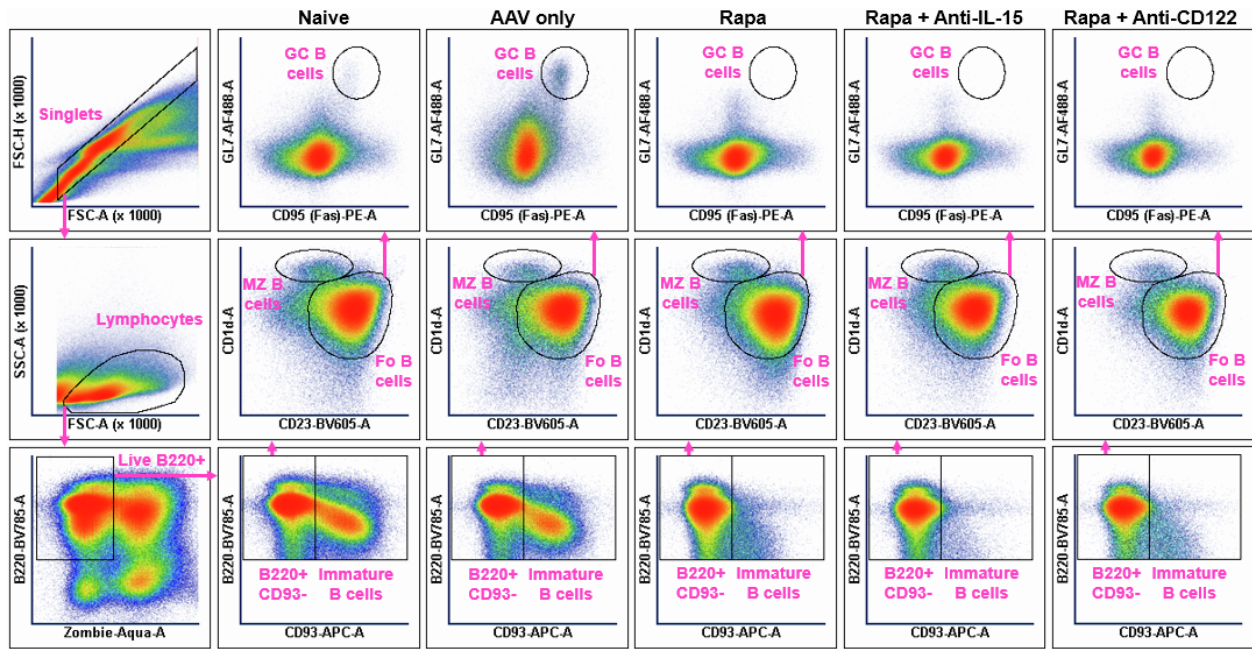 Naive
AAV only
Rapa
Rapa + Anti-IL-15
Rapa + Anti-CD122
FSC-H (x 1000)
Singlets
FSC-A (x 1000)
GL7-AF488-A
GC B
cells
CD95 (Fas)-PE-A
GL7-AF488-A
GC B
cells
CD95 (Fas)-PE-A
GL7-AF488-A
GC B
cells
CD95 (Fas)-PE-A
GL7-AF488-A
GC B
cells
CD95 (Fas)-PE-A
GL7-AF488-A
GC B
cells
CD95 (Fas)-PE-A
SSC-A (x 1000)
Lymphocytes
FSC-A (x 1000)
CD1d-A
MZ B
cells
Fo B
cells
CD23-BV605-A
CD1d-A
MZ B
cells
Fo B
cells
CD23-BV605-A
CD1d-A
MZ B
cells
Fo B
cells
CD23-BV605-A
CD1d-A
MZ B
cells
Fo B
cells
CD23-BV605-A
CD1d-A
MZ B
cells
Fo B
cells
CD23-BV605-A
B220-BV785-A
Live B220+
Zombie-Aqua-A
B220-BV785-A
B220+ Immature
CD93- B cells
CD93-APC-A
B220-BV785-A
B220+ Immature
CD93- B cells
CD93-APC-A
B220-BV785-A
B220+ Immature
CD93- B cells
CD93-APC-A
B220-BV785-A
B220+ Immature
CD93- B cells
CD93-APC-A
B220-BV785-A
B220+ Immature
CD93- B cells
CD93-APC-A